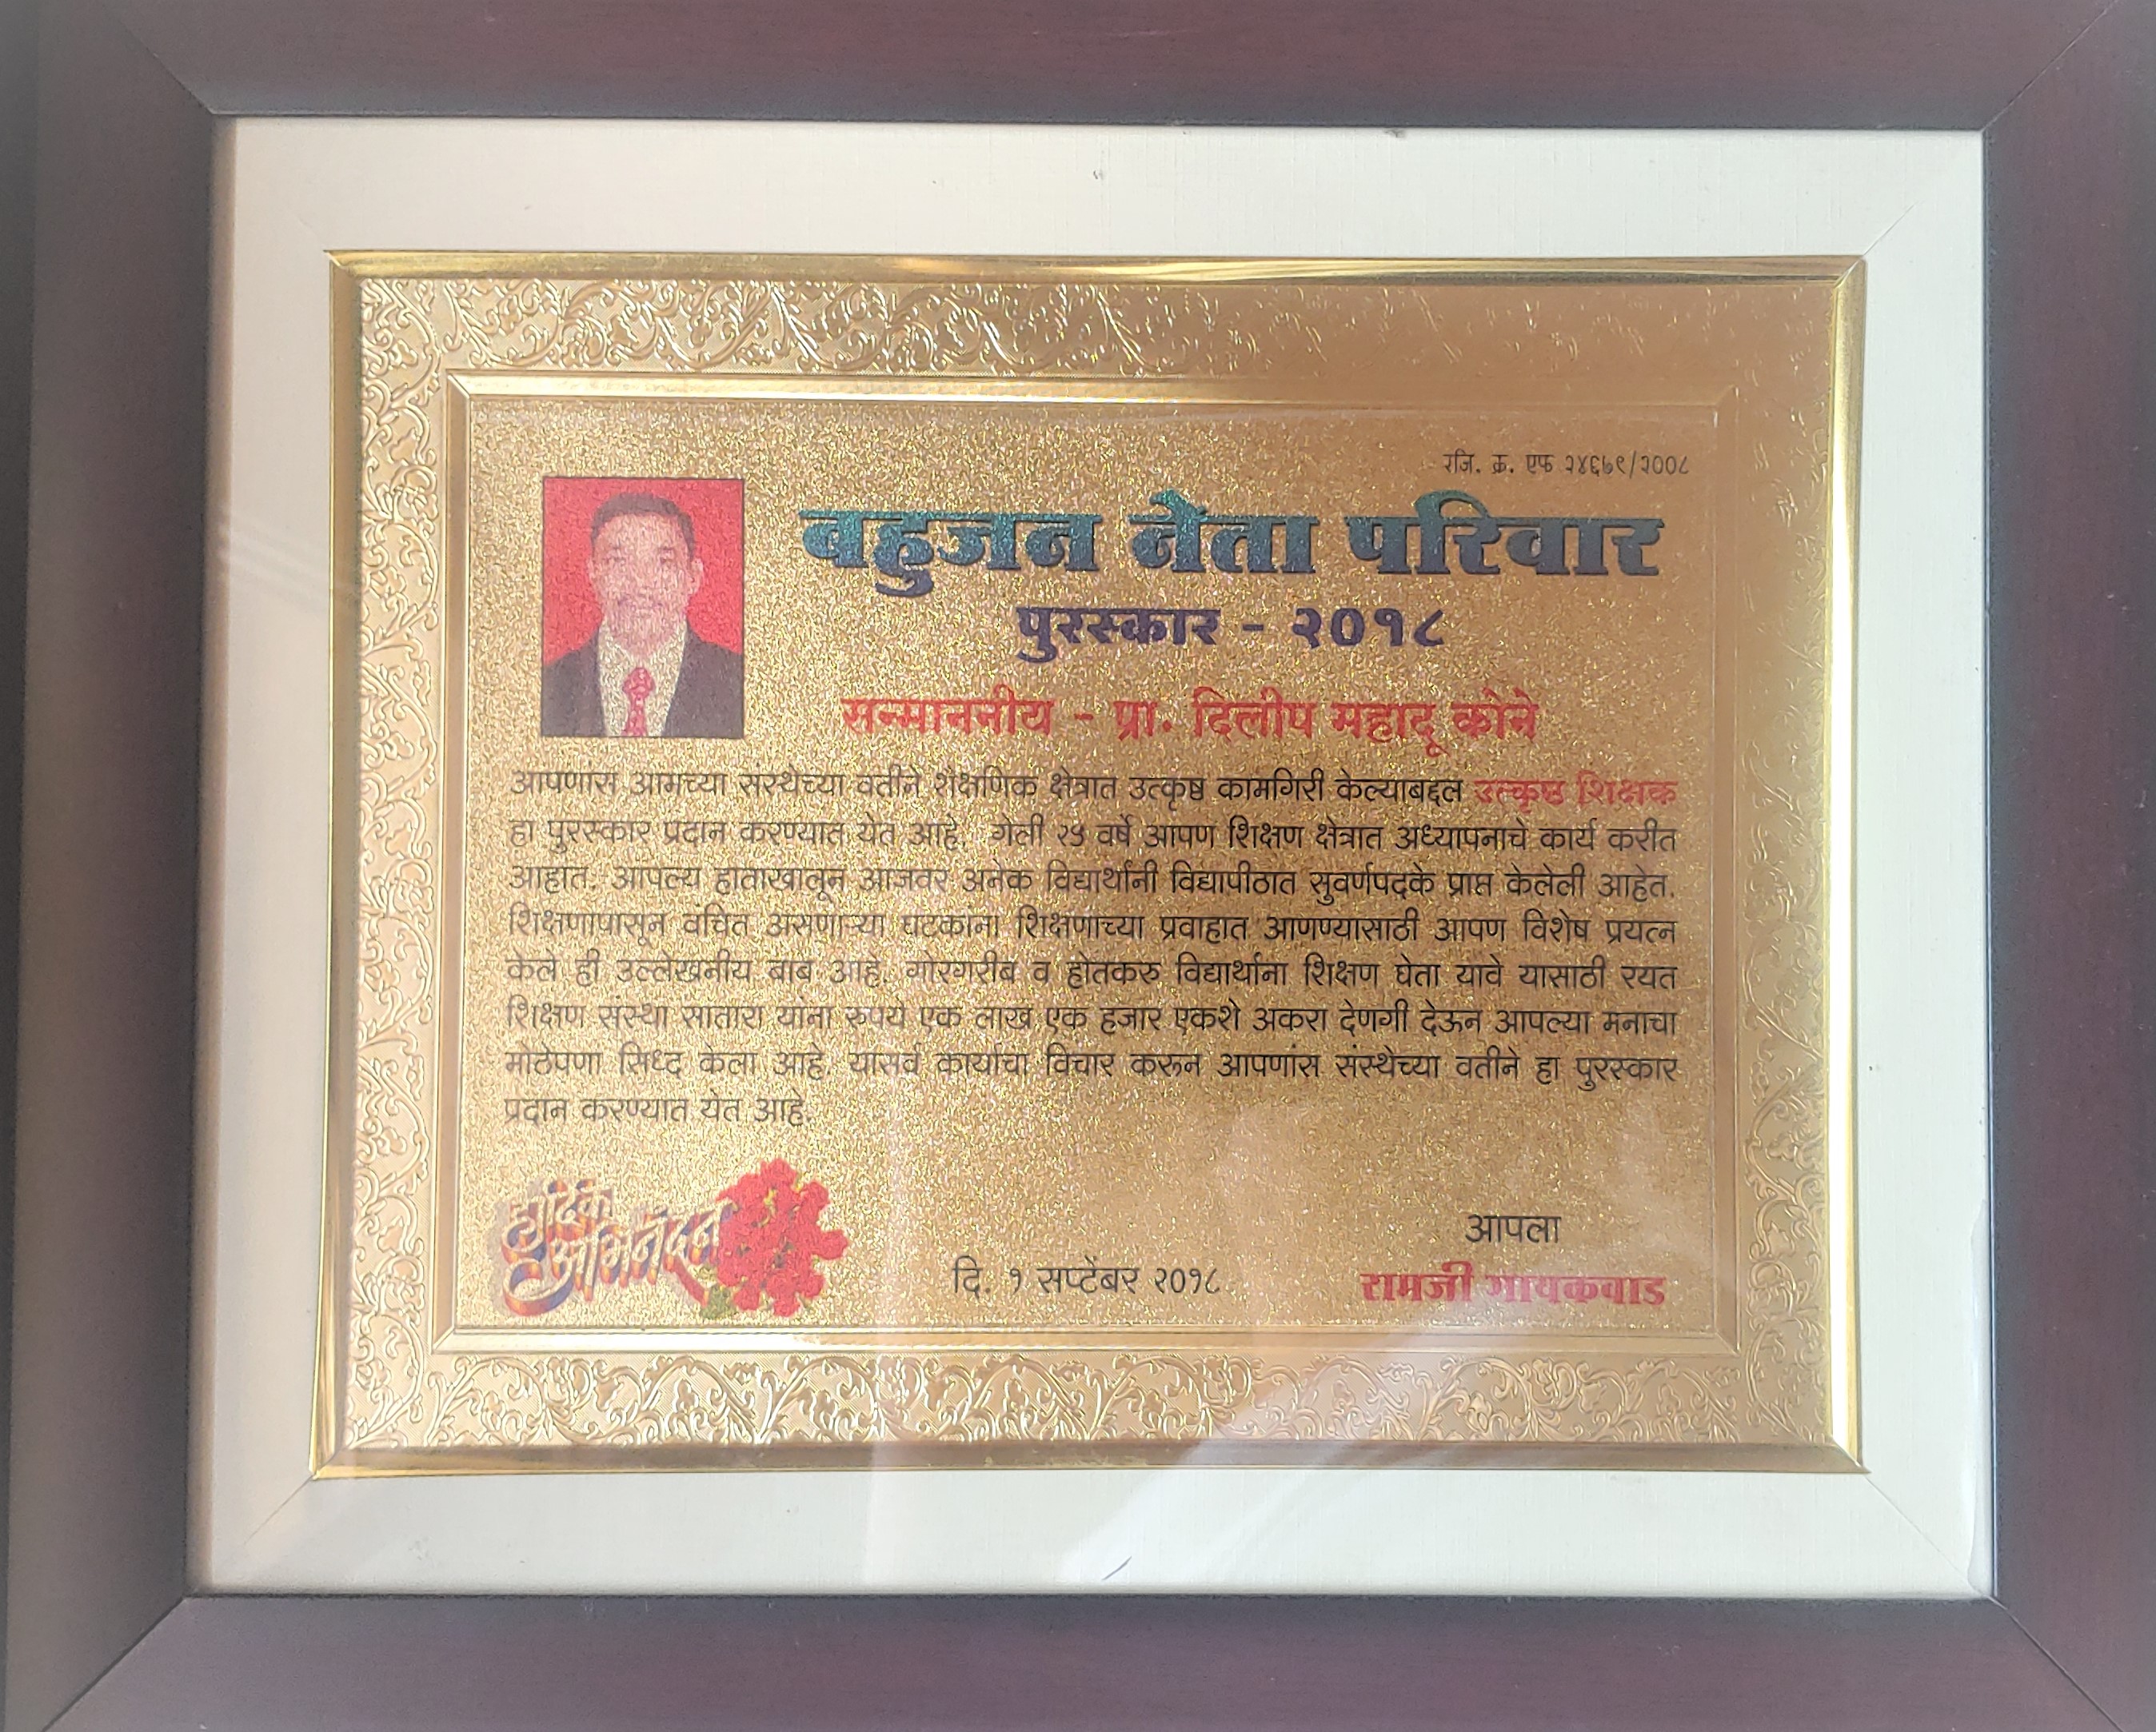 रजि. क्र. एफ २४६७९/२००८
बहुजन नेता परिवार
पुरस्कार - २०१८
सन्माननीय - प्रा. दिलीप महादू कोने
आपणांस आमच्या संस्थेच्या वतीने शैक्षणिक क्षेत्रात उत्कृष्ठ कामगिरी केल्याबद्दल उत्कृष्ठ शिक्षक
हा पुरस्कार प्रदान करण्यात येत आहे. गेली २५ वर्षे आपण शिक्षण क्षेत्रात अध्यापनाचे कार्य करीत
आहात. आपल्य हाताखालून आजवर अनेक विद्यार्थांनी विद्यापीठात सुवर्णपदके प्राप्त केलेली आहेत.
शिक्षणापासून वंचित असणाऱ्या घटकांना शिक्षणाच्या प्रवाहात आणण्यासाठी आपण विशेष प्रयत्न
केले ही उल्लेखनीय बाब आहे. गोरगरीब व होतकरु विद्यार्थांना शिक्षण घेता यावे यासाठी रयत
शिक्षण संस्था सातारा यांना रुपये एक लाख एक हजार एकशे अकरा देणगी देऊन आपल्या मनाचा
मोठेपणा सिध्द केला आहे. यासर्व कार्याचा विचार करून आपणांस संस्थेच्या वतीने हा पुरस्कार
प्रदान करण्यात येत आहे.
हार्दिक
अभिनंदन
आपला
दि. १ सप्टेंबर २०१८
रामजी गायकवाड